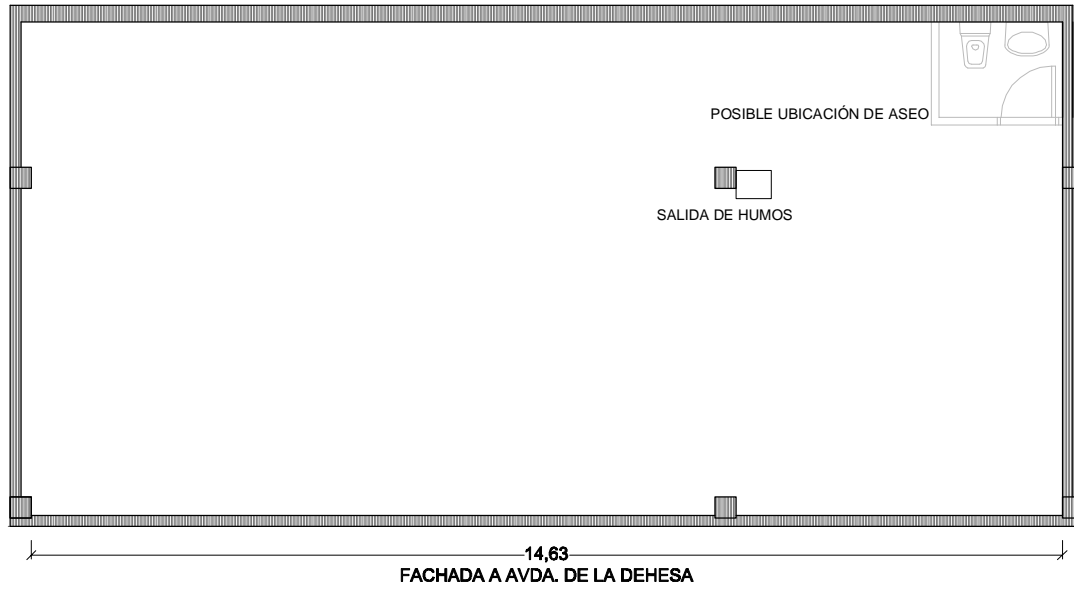 POSIBLE UBICACIÓN DE ASEO
SALIDA DE HUMOS
14,63
FACHADA A AVDA. DE LA DEHESA